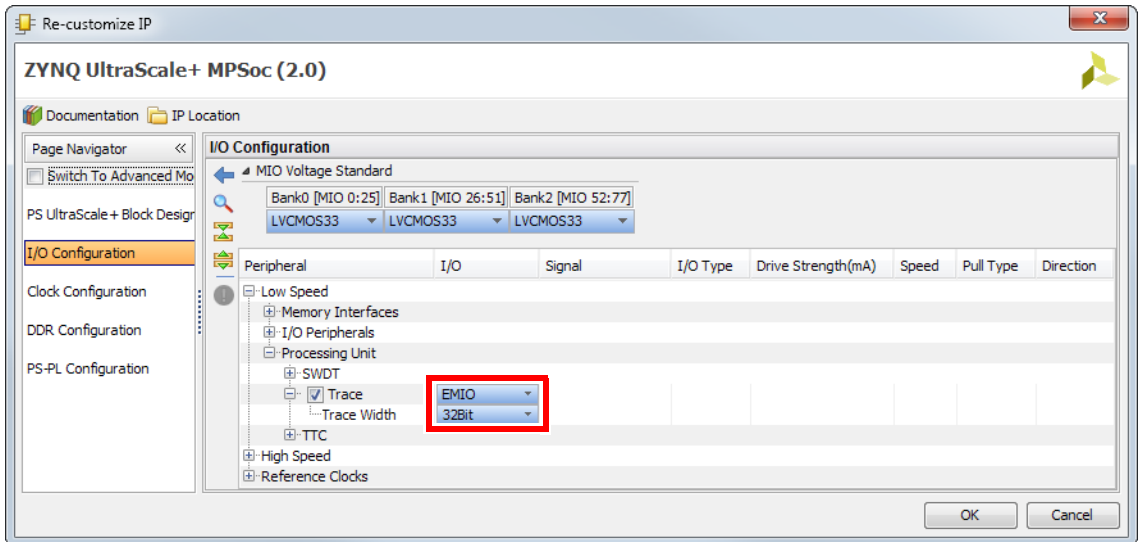 Re-customize IP
ZYNQ UltraScale+ MPSoc (2.0)
Documentation IP Location
Page Navigator «
Switch To Advanced Mo
PS UltraScale+ Block Design
I/O Configuration
Clock Configuration
DDR Configuration
PS-PL Configuration
I/O Configuration
MIO Voltage Standard
Bank0 [MIO 0:25] Bank1 [MIO 26:51] Bank2 [MIO 52:77]
LVCMOS33 LVCMOS33 LVCMOS33
Peripheral I/O Signal I/O Type Drive Strength(mA) Speed Pull Type Direction
Low Speed
Memory Interfaces
I/O Peripherals
Processing Unit
SWDT
Trace EMIO
Trace Width 32Bit
TTC
High Speed
Reference Clocks
OK Cancel